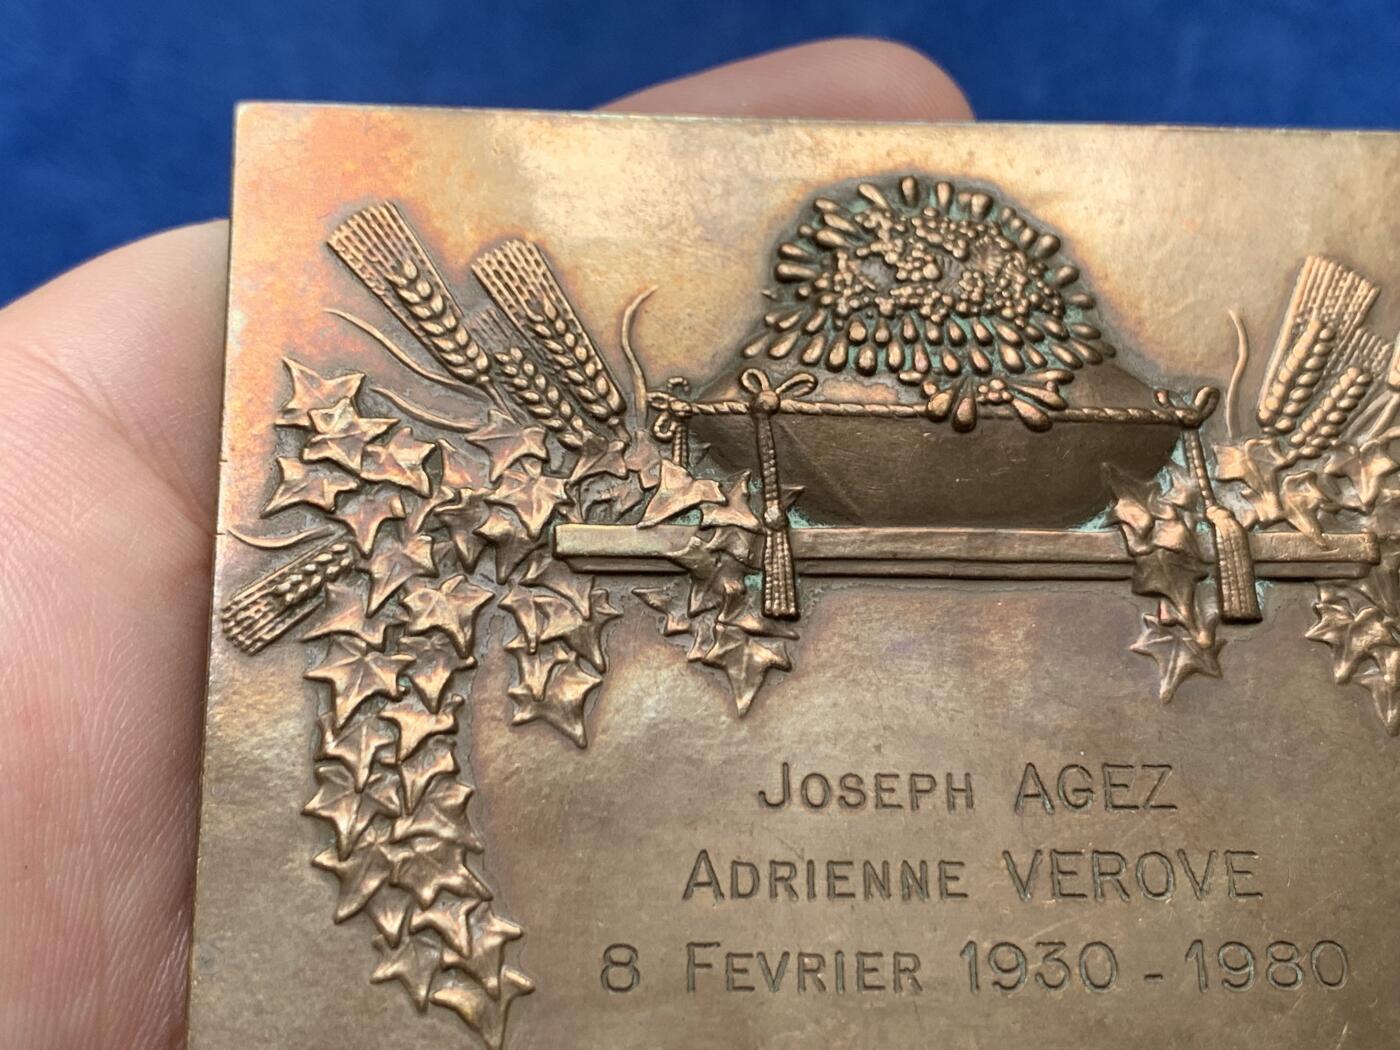 Joseph AGEZ
Adrienne VEROVE
8 Fevrier 1930 - 1980